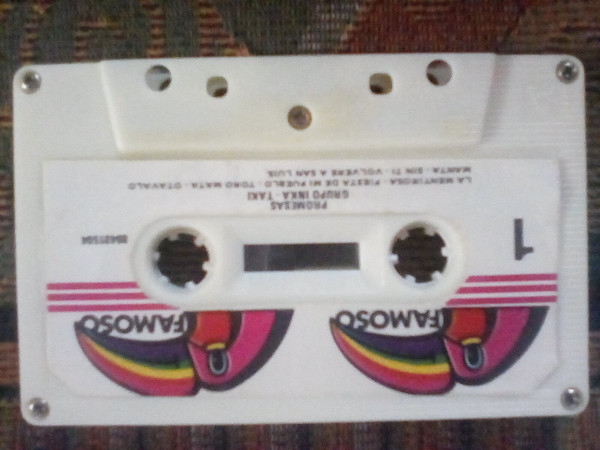 FAMOSO FAMOSO
1
PROMESAS
GRUPO INKA - TAKI
LA MENTIROSA - FIESTA DE MI PUEBLO - TORO MATA - OTAVALO
MANTA - SIN TI - VOLVERE A SAN LUIS.